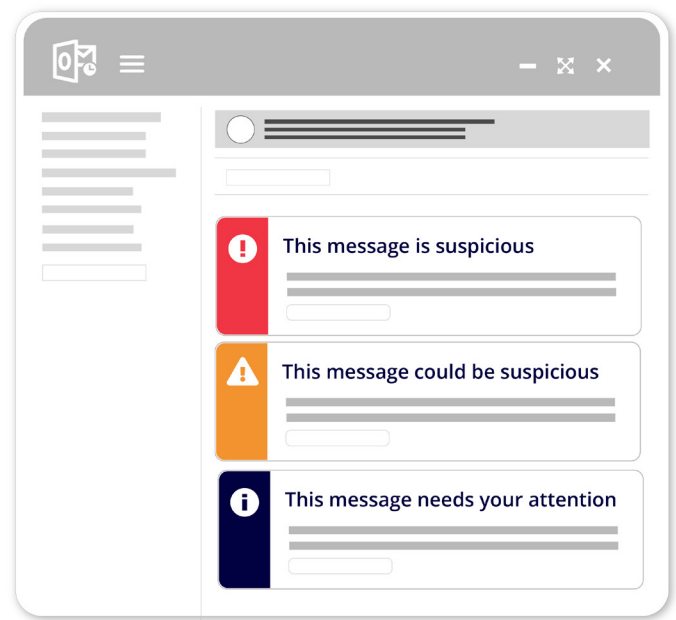 This message is suspicious
This message could be suspicious
This message needs your attention